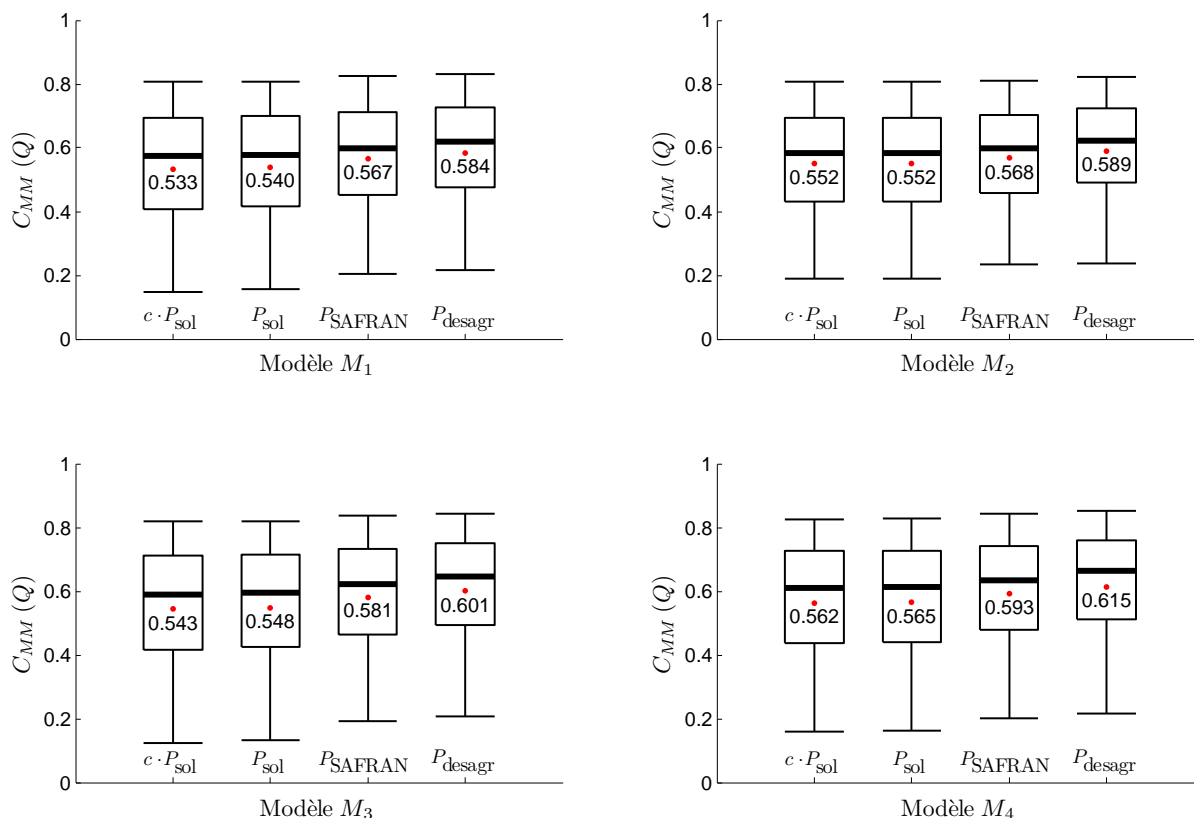 1
0.8
0.6
0.4
0.2
0
C_MM (Q)
0.533
0.540
0.567
0.584
c · P_sol
P_sol
P_SAFRAN
P_desagr
Modèle M_1
1
0.8
0.6
0.4
0.2
0
C_MM (Q)
0.552
0.552
0.568
0.589
c · P_sol
P_sol
P_SAFRAN
P_desagr
Modèle M_2
1
0.8
0.6
0.4
0.2
0
C_MM (Q)
0.543
0.548
0.581
0.601
c · P_sol
P_sol
P_SAFRAN
P_desagr
Modèle M_3
1
0.8
0.6
0.4
0.2
0
C_MM (Q)
0.562
0.565
0.593
0.615
c · P_sol
P_sol
P_SAFRAN
P_desagr
Modèle M_4